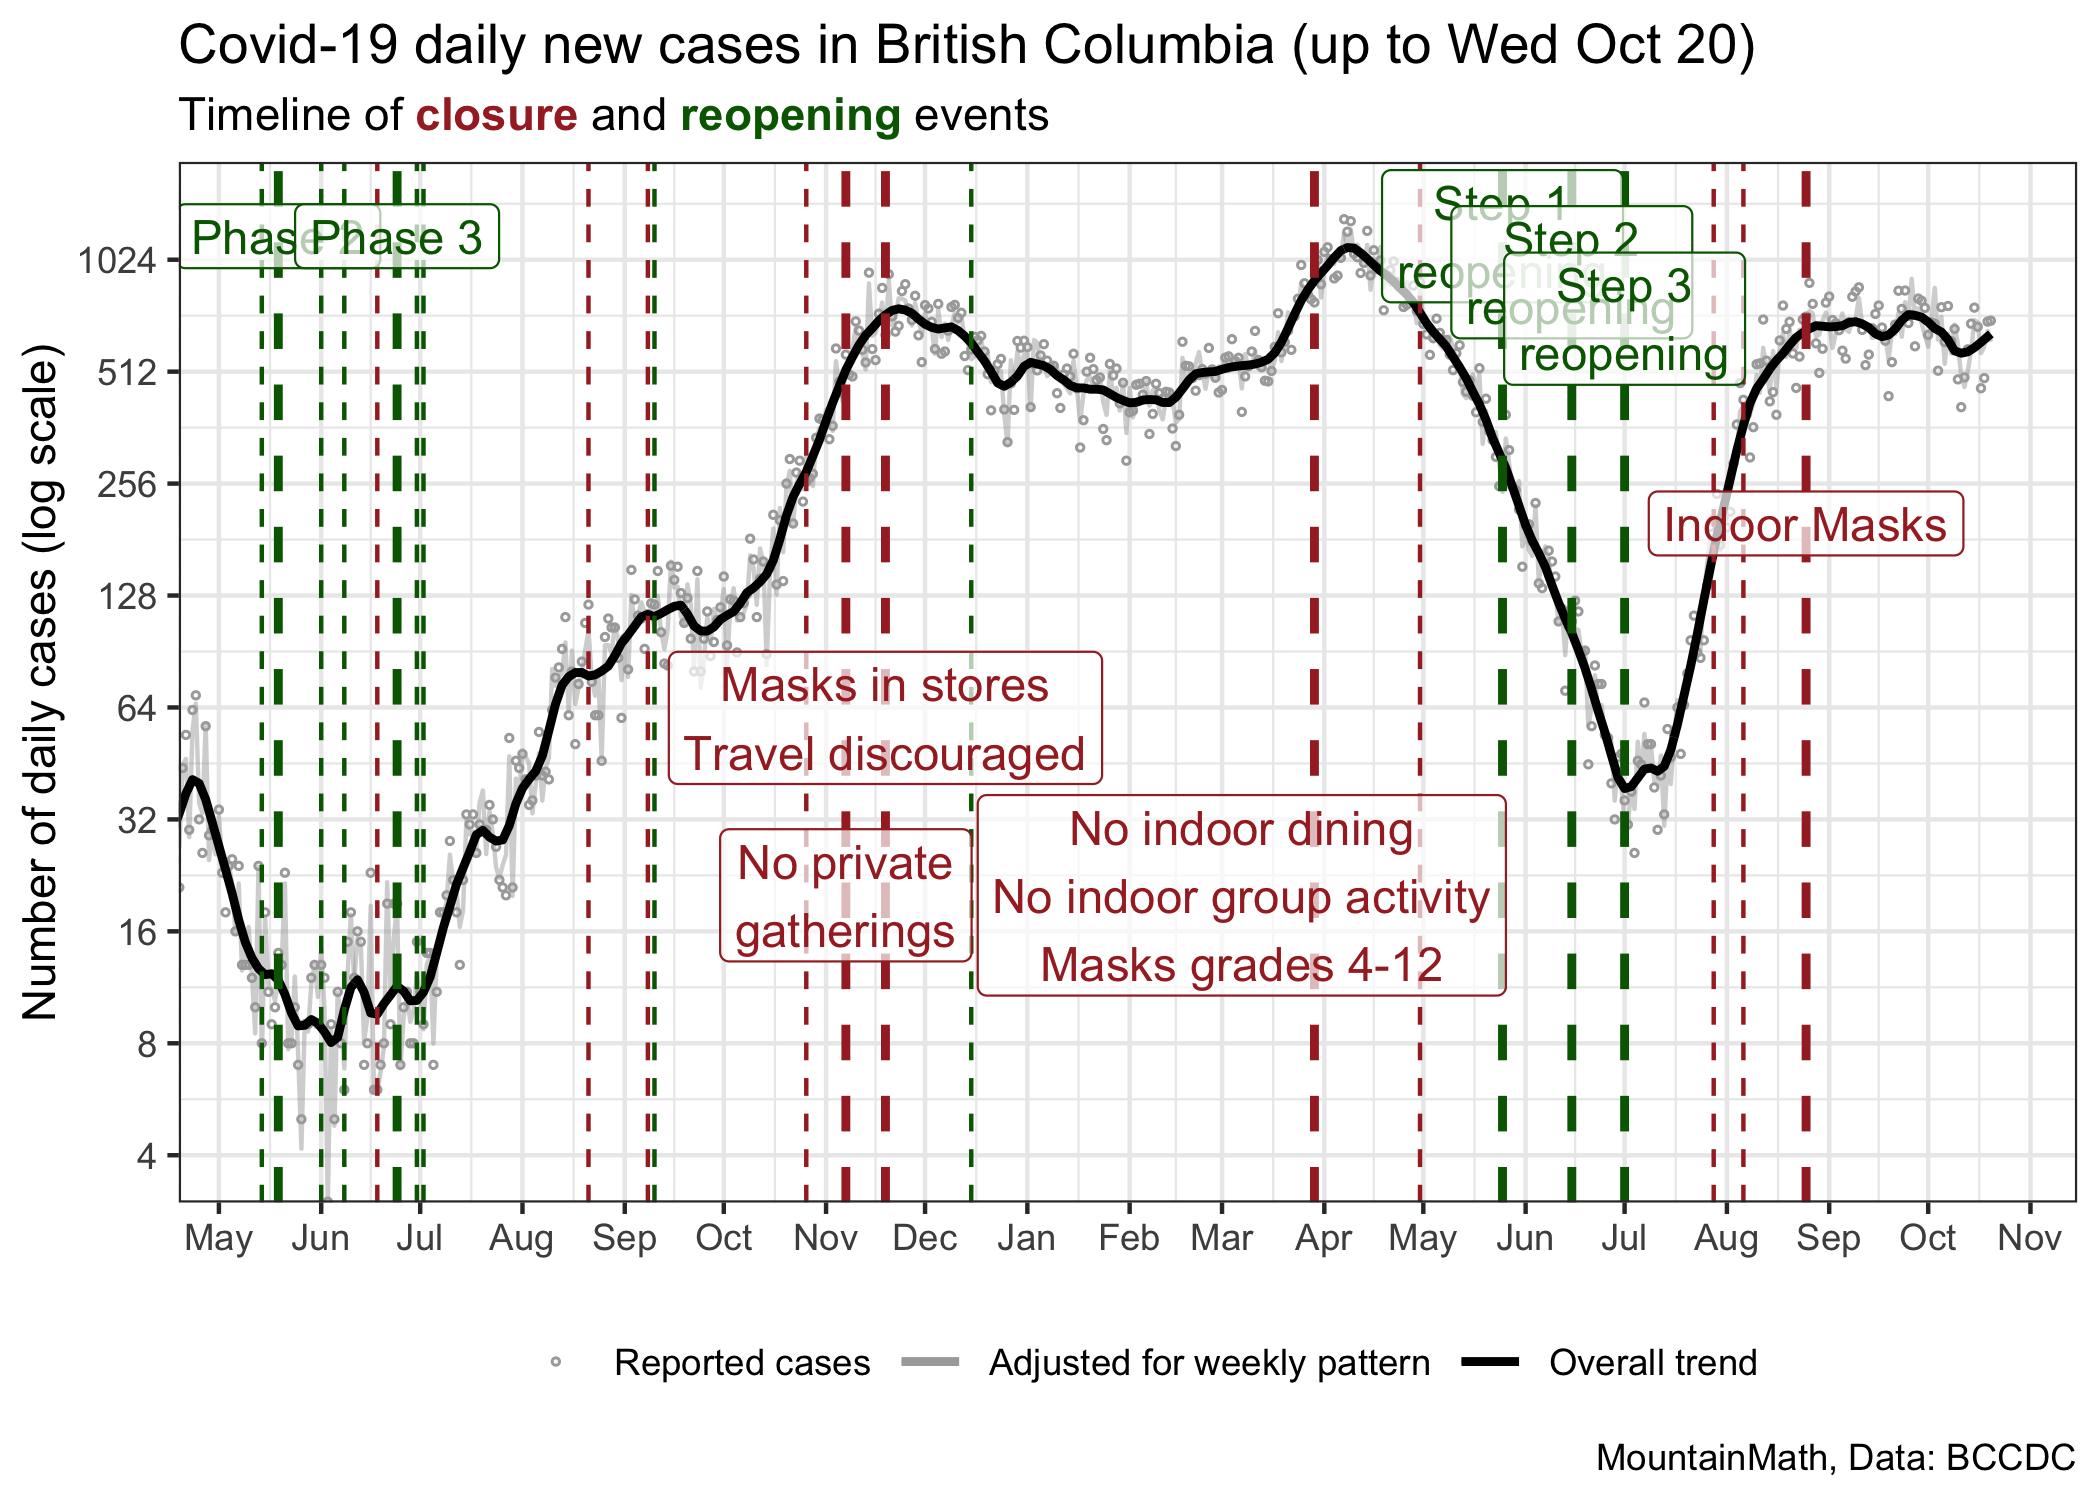 Covid-19 daily new cases in British Columbia (up to Wed Oct 20)
Timeline of closure and reopening events
Number of daily cases (log scale)
1024
512
256
128
64
32
16
8
4
Phase 2
Phase 3
Step 1
reopening
Step 2
reopening
Step 3
reopening
Indoor Masks
Masks in stores
Travel discouraged
No private
gatherings
No indoor dining
No indoor group activity
Masks grades 4-12
May Jun Jul Aug Sep Oct Nov Dec Jan Feb Mar Apr May Jun Jul Aug Sep Oct Nov
Reported cases Adjusted for weekly pattern Overall trend
MountainMath, Data: BCCDC